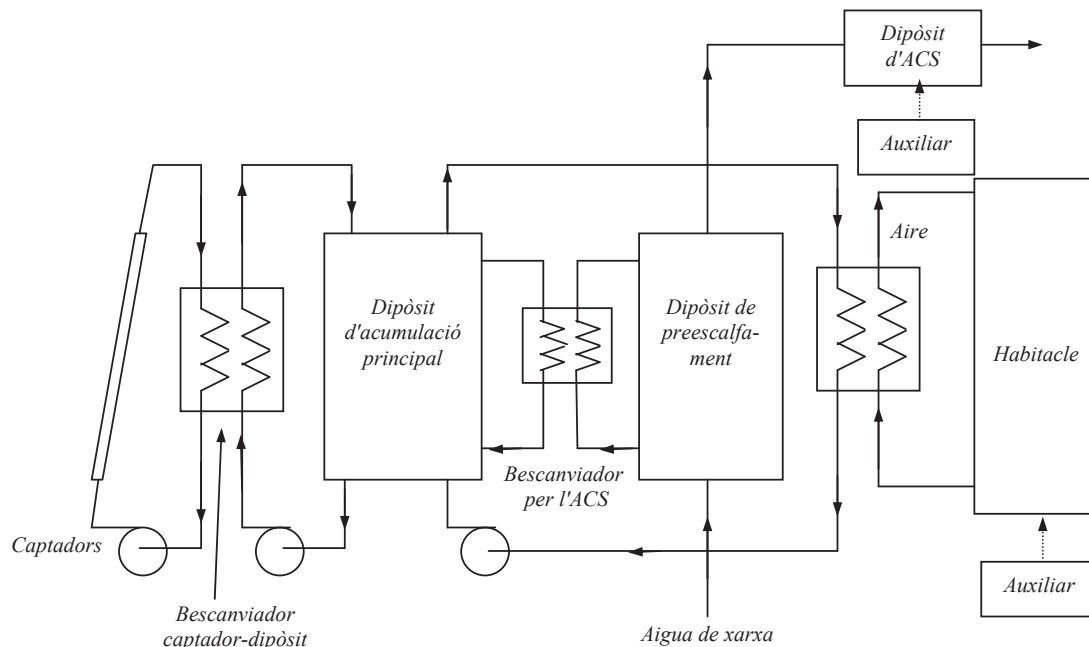 Dipòsit
d'ACS
Auxiliar
Aire
Dipòsit
d'acumulació
principal
Dipòsit de
preescalfa-
ment
Habitacle
Bescanviador
per l'ACS
Captadors
Auxiliar
Bescanviador
captador-dipòsit
Aigua de xarxa